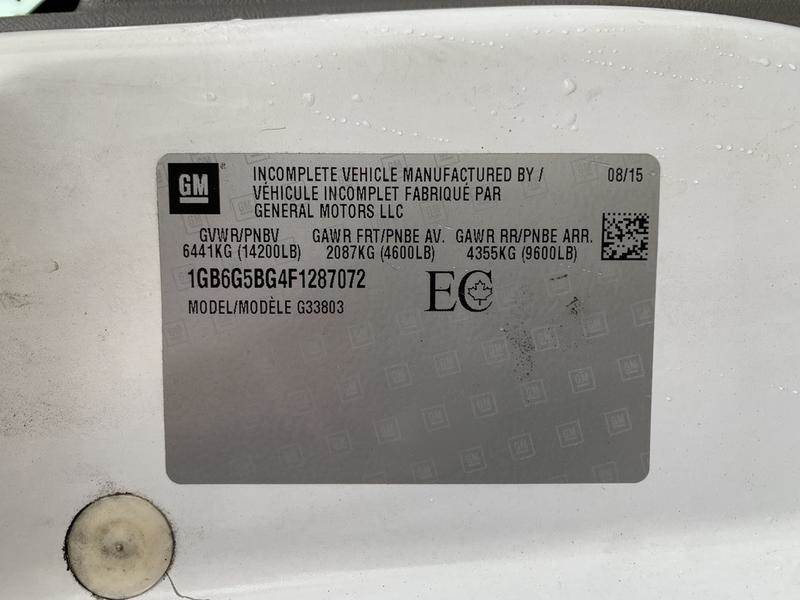 GM
INCOMPLETE VEHICLE MANUFACTURED BY / 08/15
VÉHICULE INCOMPLET FABRIQUÉ PAR
GENERAL MOTORS LLC
GVWR/PNBV GAWR FRT/PNBE AV. GAWR RR/PNBE ARR.
6441KG (14200LB) 2087KG (4600LB) 4355KG (9600LB)
1GB6G5BG4F1287072
MODEL/MODÈLE G33803
EC